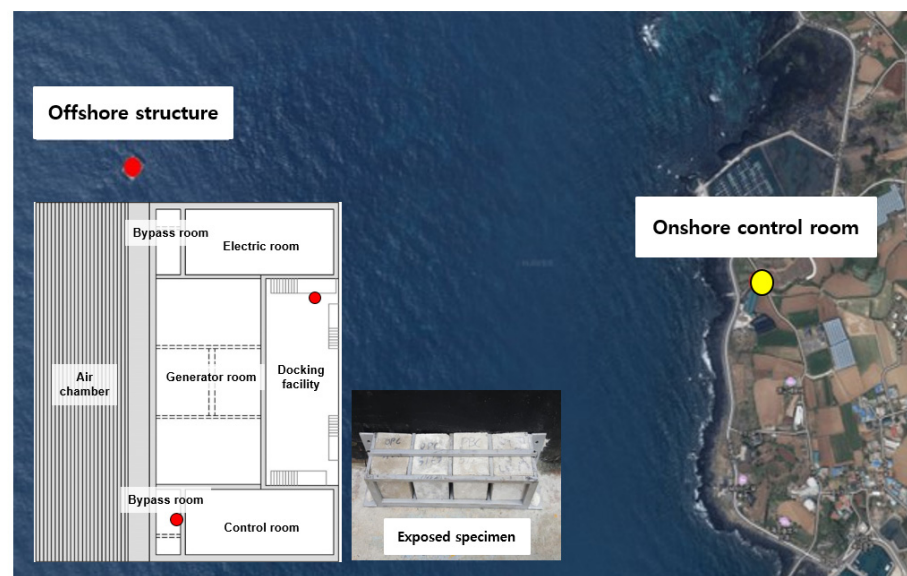 Offshore structure
Bypass room
Electric room
Onshore control room
Air
chamber
Generator room
Docking
facility
Bypass room
Control room
OPC
OPC
Exposed specimen